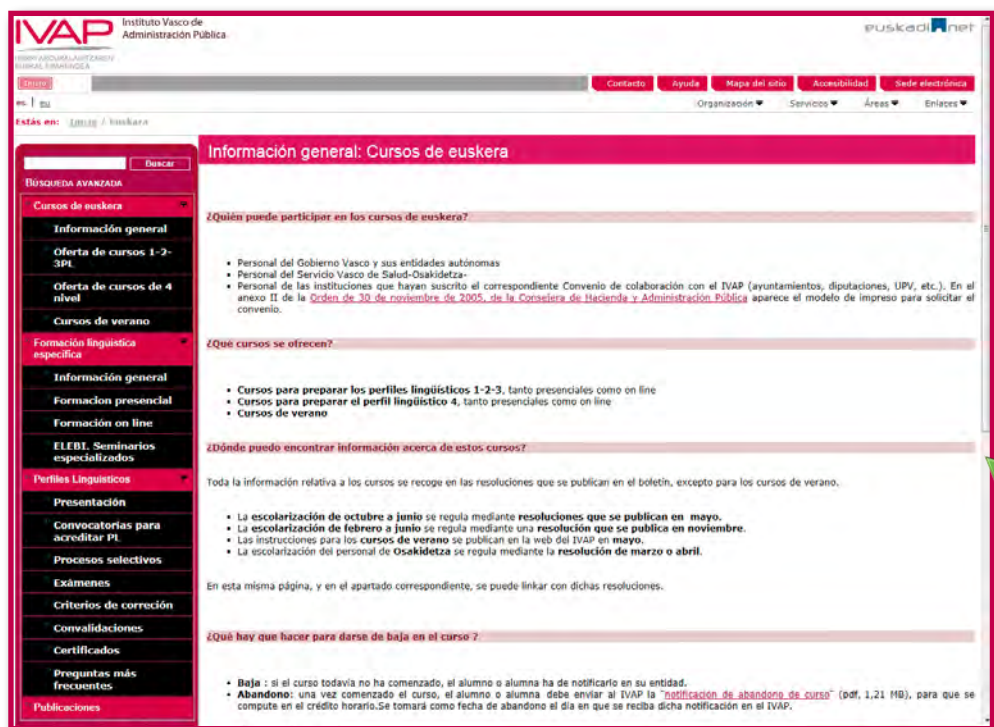 IVAP
Instituto Vasco de
Administración Pública
euskadi net
HERRI ARDURALARITZAREN
EUSKAL ERAKUNDEA
Contacto
Ayuda
Mapa del sitio
Accesibilidad
Sede electrónica
es | eu
Organización
Servicios
Áreas
Enlaces
Estás en: Inicio / Euskara
Buscar
BÚSQUEDA AVANZADA
Cursos de euskera
Información general
Oferta de cursos 1-2-
3PL
Oferta de cursos de 4
nivel
Cursos de verano
Formación lingüística
específica
Información general
Formacion presencial
Formación on line
ELEBI. Seminarios
especializados
Perfiles Linguisticos
Presentación
Convocatorias para
acreditar PL
Procesos selectivos
Exámenes
Criterios de correción
Convalidaciones
Certificados
Preguntas más
frecuentes
Publicaciones
Información general: Cursos de euskera
¿Quién puede participar en los cursos de euskera?
Personal del Gobierno Vasco y sus entidades autónomas
Personal del Servicio Vasco de Salud-Osakidetza-
Personal de las instituciones que hayan suscrito el correspondiente Convenio de colaboración con el IVAP (ayuntamientos, diputaciones, UPV, etc.). En el
anexo II de la Orden de 30 de noviembre de 2005, de la Consejera de Hacienda y Administración Pública aparece el modelo de impreso para solicitar el
convenio.
¿Qué cursos se ofrecen?
Cursos para preparar los perfiles lingüísticos 1-2-3, tanto presenciales como on line
Cursos para preparar el perfil lingüístico 4, tanto presenciales como on line
Cursos de verano
¿Dónde puedo encontrar información acerca de estos cursos?
Toda la información relativa a los cursos se recoge en las resoluciones que se publican en el boletín, excepto para los cursos de verano.
La escolarización de octubre a junio se regula mediante resoluciones que se publican en mayo.
La escolarización de febrero a junio se regula mediante una resolución que se publica en noviembre.
Las instrucciones para los cursos de verano se publican en la web del IVAP en mayo.
La escolarización del personal de Osakidetza se regula mediante la resolución de marzo o abril.
En esta misma página, y en el apartado correspondiente, se puede linkar con dichas resoluciones.
¿Qué hay que hacer para darse de baja en el curso ?
Baja : si el curso todavía no ha comenzado, el alumno o alumna ha de notificarlo en su entidad.
Abandono: una vez comenzado el curso, el alumno o alumna debe enviar al IVAP la "notificación de abandono de curso" (pdf, 1,21 MB), para que se
compute en el crédito horario.Se tomará como fecha de abandono el día en que se reciba dicha notificación en el IVAP.